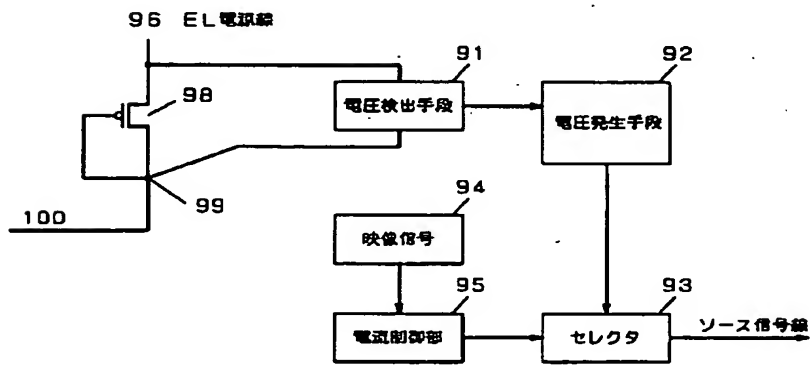 96 EL電源線
91
92
98
電圧検出手段
電圧発生手段
99
94
100
映像信号
95
93
電流制御部
セレクタ
ソース信号線